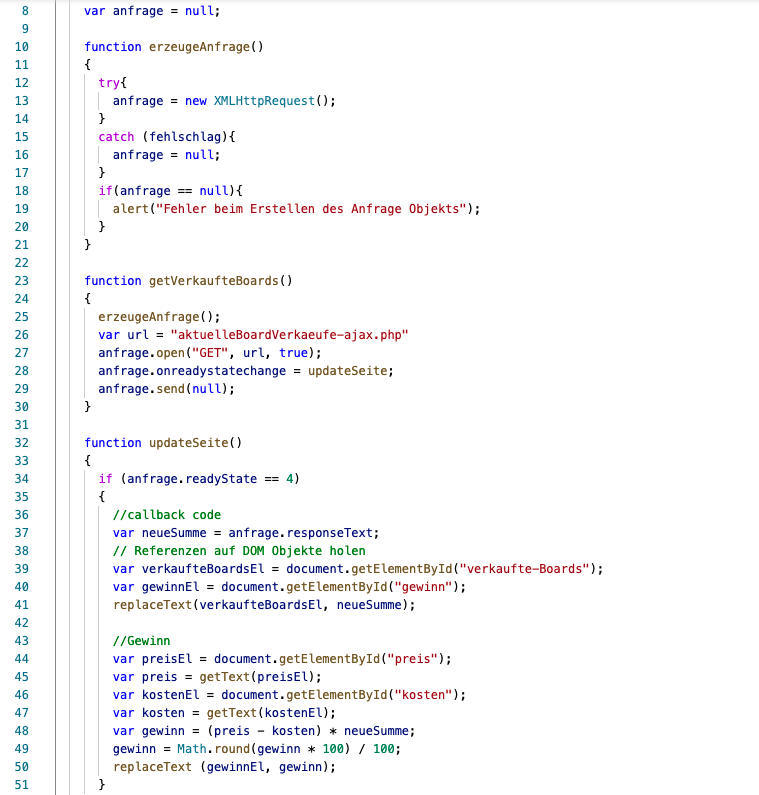 8 var anfrage = null;
9
10 function erzeugeAnfrage()
11 {
12 try{
13 anfrage = new XMLHttpRequest();
14 }
15 catch (fehlschlag){
16 anfrage = null;
17 }
18 if(anfrage == null){
19 alert("Fehler beim Erstellen des Anfrage Objekts");
20 }
21 }
22
23 function getVerkaufteBoards()
24 {
25 erzeugeAnfrage();
26 var url = "aktuelleBoardVerkaeufe-ajax.php"
27 anfrage.open("GET", url, true);
28 anfrage.onreadystatechange = updateSeite;
29 anfrage.send(null);
30 }
31
32 function updateSeite()
33 {
34 if (anfrage.readyState == 4)
35 {
36 //callback code
37 var neueSumme = anfrage.responseText;
38 // Referenzen auf DOM Objekte holen
39 var verkaufteBoardsEl = document.getElementById("verkaufte-Boards");
40 var gewinnEl = document.getElementById("gewinn");
41 replaceText(verkaufteBoardsEl, neueSumme);
42
43 //Gewinn
44 var preisEl = document.getElementById("preis");
45 var preis = getText(preisEl);
46 var kostenEl = document.getElementById("kosten");
47 var kosten = getText(kostenEl);
48 var gewinn = (preis - kosten) * neueSumme;
49 gewinn = Math.round(gewinn * 100) / 100;
50 replaceText (gewinnEl, gewinn);
51 }